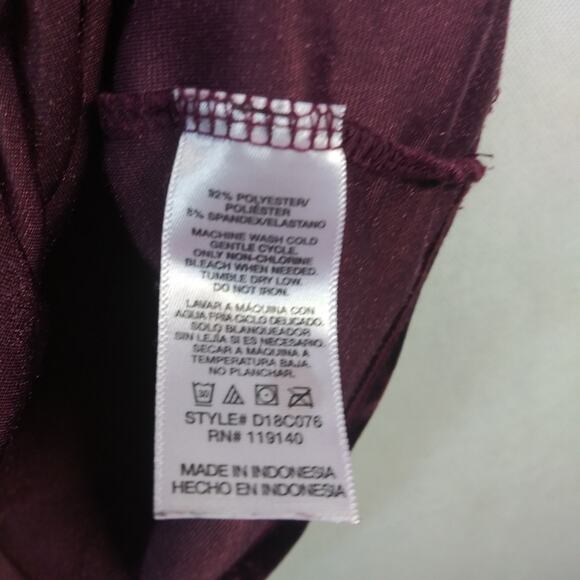 92% POLYESTER/
POLIÉSTER
8% SPANDEX/ELASTANO
MACHINE WASH COLD
GENTLE CYCLE.
ONLY NON-CHLORINE
BLEACH WHEN NEEDED.
TUMBLE DRY LOW.
DO NOT IRON.
LAVAR A MÁQUINA CON
AGUA FRIA CICLO DELICADO.
SOLO BLANQUEADOR
SIN LEJÍA SI ES NECESARIO.
SECAR A MÁQUINA A
TEMPERATURA BAJA.
NO PLANCHAR.
30
STYLE# D18C076
RN# 119140
MADE IN INDONESIA
HECHO EN INDONESIA